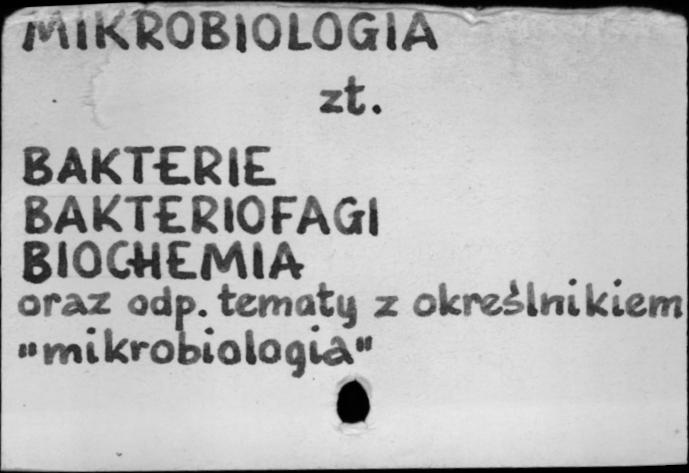 MIKROBIOLOGIA
zt.
BAKTERIE
BAKTERIOFAGI
BIOCHEMIA
oraz odp. tematy z określnikiem
"mikrobiologia"